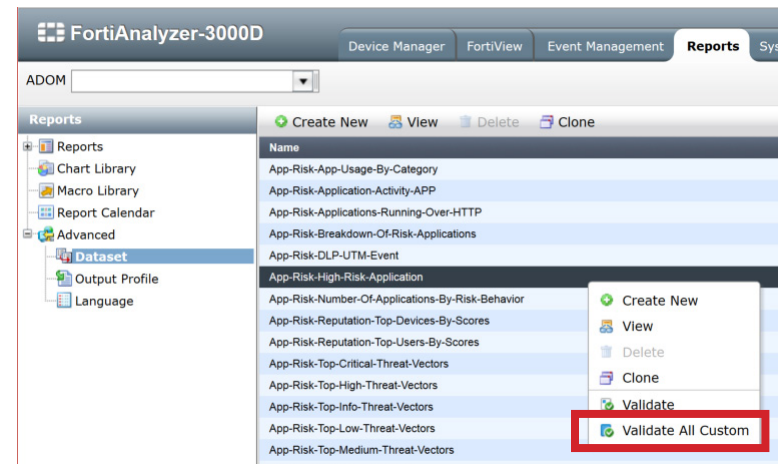 FortiAnalyzer-3000D
Device Manager FortiView Event Management Reports Sys
ADOM
Reports
Create New View Delete Clone
Reports
Chart Library
Macro Library
Report Calendar
Advanced
Dataset
Output Profile
Language
Name
App-Risk-App-Usage-By-Category
App-Risk-Application-Activity-APP
App-Risk-Applications-Running-Over-HTTP
App-Risk-Breakdown-Of-Risk-Applications
App-Risk-DLP-UTM-Event
App-Risk-High-Risk-Application
App-Risk-Number-Of-Applications-By-Risk-Behavior
App-Risk-Reputation-Top-Devices-By-Scores
App-Risk-Reputation-Top-Users-By-Scores
App-Risk-Top-Critical-Threat-Vectors
App-Risk-Top-High-Threat-Vectors
App-Risk-Top-Info-Threat-Vectors
App-Risk-Top-Low-Threat-Vectors
App-Risk-Top-Medium-Threat-Vectors
Create New
View
Delete
Clone
Validate
Validate All Custom